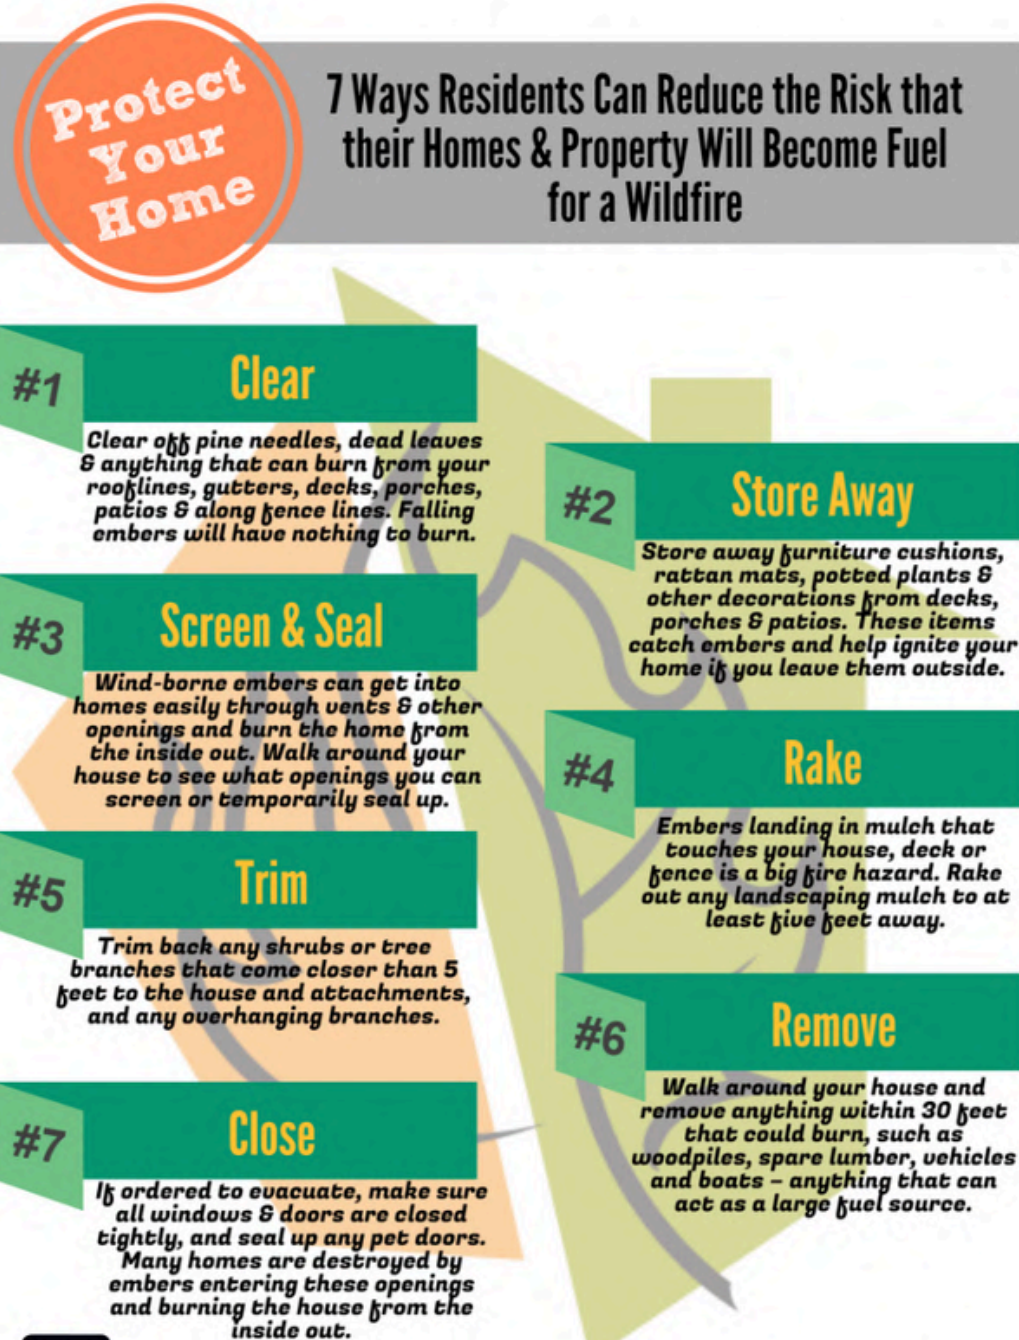 Protect
Your
Home
7 Ways Residents Can Reduce the Risk that
their Homes & Property Will Become Fuel
for a Wildfire
#1
Clear
Clear off pine needles, dead leaves
& anything that can burn from your
rooflines, gutters, decks, porches,
patios & along fence lines. Falling
embers will have nothing to burn.
#2
Store Away
Store away furniture cushions,
rattan mats, potted plants &
other decorations from decks,
porches & patios. These items
catch embers and help ignite your
home if you leave them outside.
#3
Screen & Seal
Wind-borne embers can get into
homes easily through vents & other
openings and burn the home from
the inside out. Walk around your
house to see what openings you can
screen or temporarily seal up.
#4
Rake
Embers landing in mulch that
touches your house, deck or
fence is a big fire hazard. Rake
out any landscaping mulch to at
least five feet away.
#5
Trim
Trim back any shrubs or tree
branches that come closer than 5
feet to the house and attachments,
and any overhanging branches.
#6
Remove
Walk around your house and
remove anything within 30 feet
that could burn, such as
woodpiles, spare lumber, vehicles
and boats – anything that can
act as a large fuel source.
#7
Close
If ordered to evacuate, make sure
all windows & doors are closed
tightly, and seal up any pet doors.
Many homes are destroyed by
embers entering these openings
and burning the house from the
inside out.